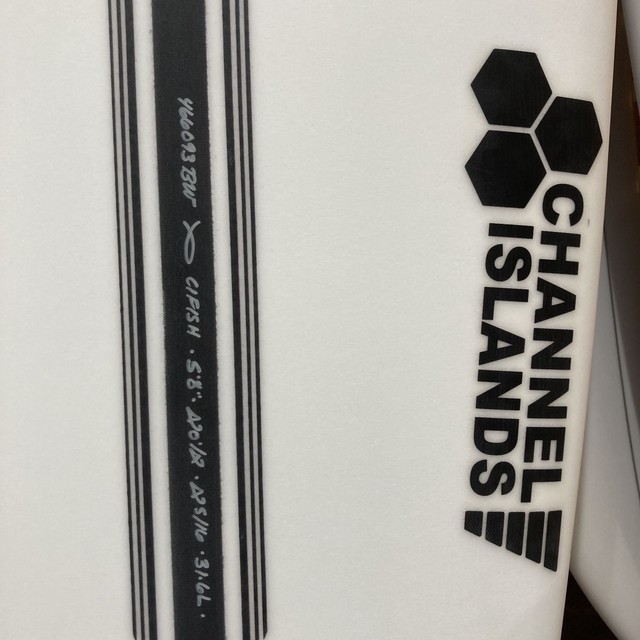 CI FISH . 5'8" . 20 1/2 . 2 5/16 . 31.6L .
CHANNEL
ISLANDS